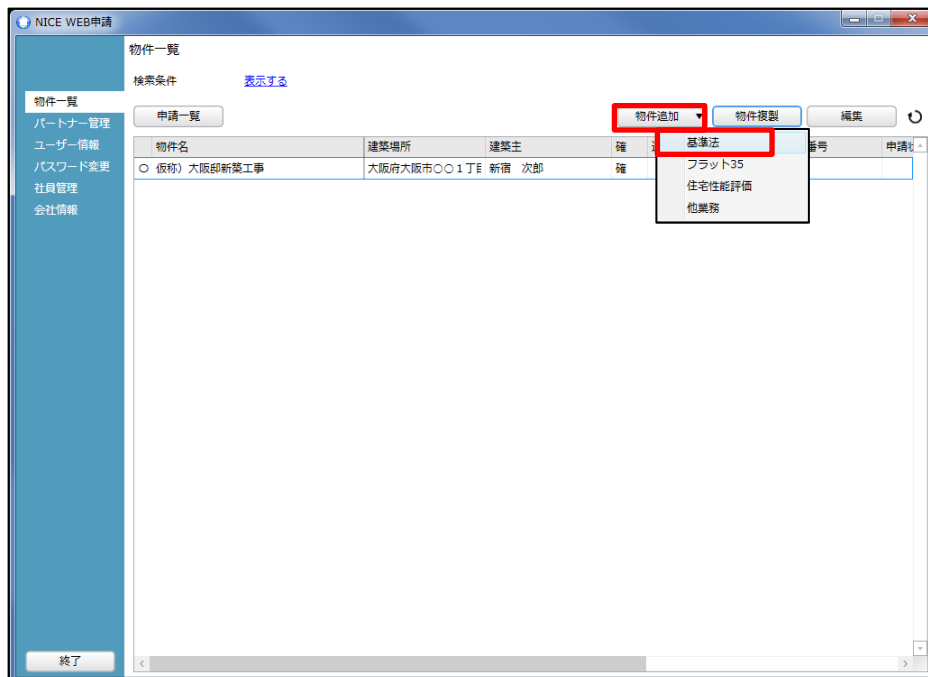 NICE WEB申請
物件一覧
検索条件 表示する
物件一覧
パートナー管理
ユーザー情報
パスワード変更
社員管理
会社情報
申請一覧 物件追加 ▼ 物件複製 編集
物件名 建築場所 建築主 確 番号 申請
○ 仮称）大阪邸新築工事 大阪府大阪市○○１丁目 新宿 次郎 確
基準法
フラット35
住宅性能評価
他業務
終了